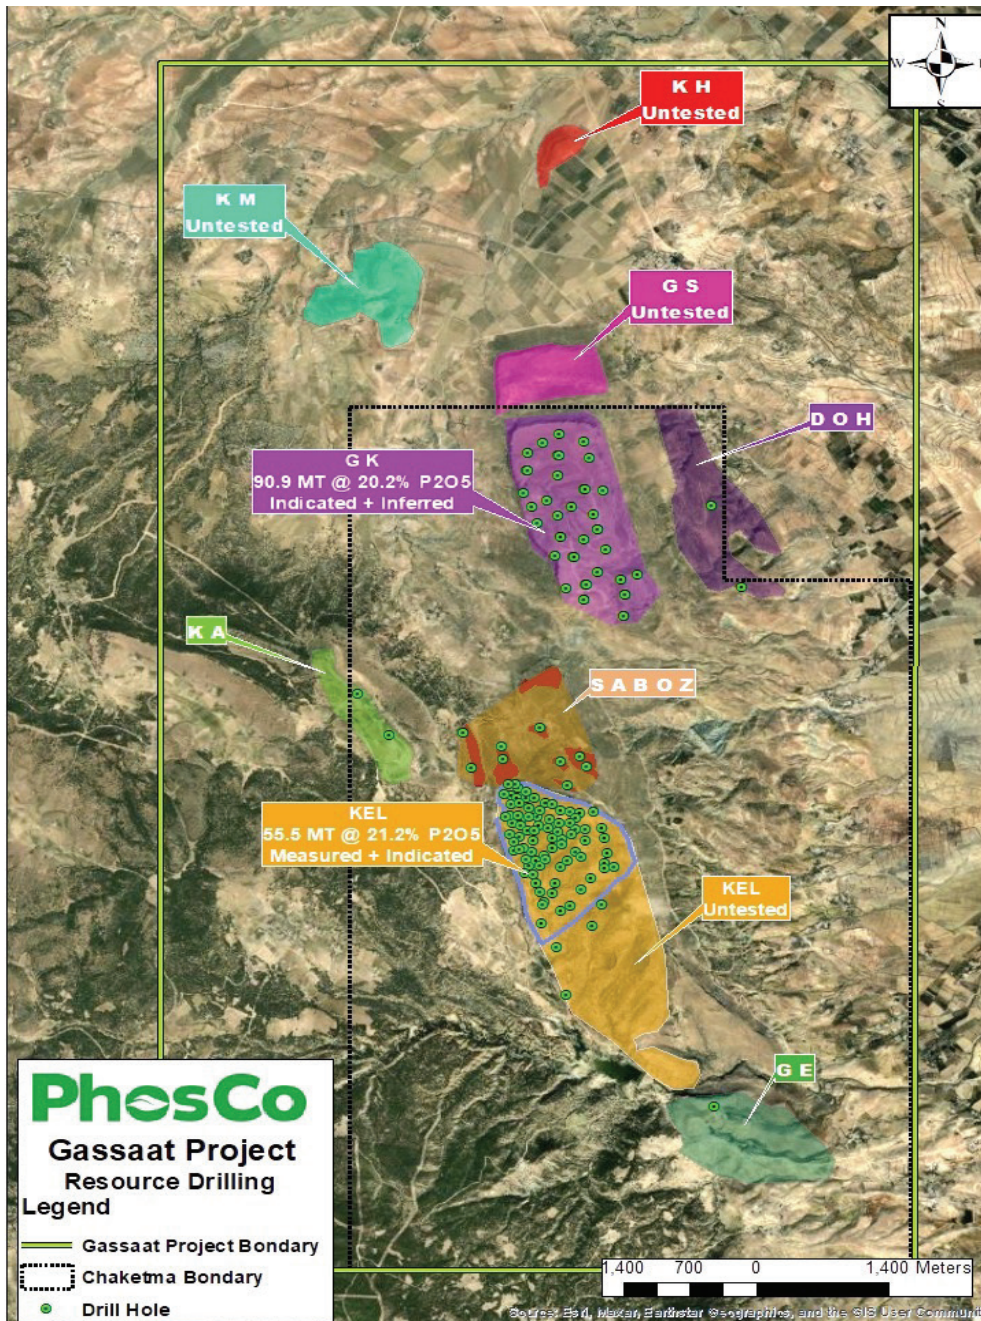 N
W
E
S
K H
Untested
K M
Untested
G S
Untested
D O H
G K
90.9 MT @ 20.2% P2O5
Indicated + Inferred
K A
S A B O Z
KEL
55.5 MT @ 21.2% P2O5
Measured + Indicated
KEL
Untested
G E
PhosCo
Gassaat Project
Resource Drilling
Legend
Gassaat Project Bondary
Chaketma Bondary
Drill Hole
1,400 700 0 1,400 Meters
Source: Esri, Maxar, Earthstar Geographics, and the GIS User Communit